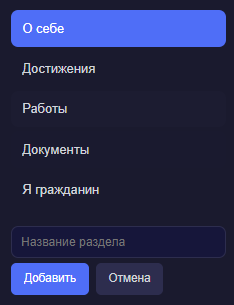 О себе
Достижения
Работы
Документы
Я гражданин
Название раздела
Добавить
Отмена